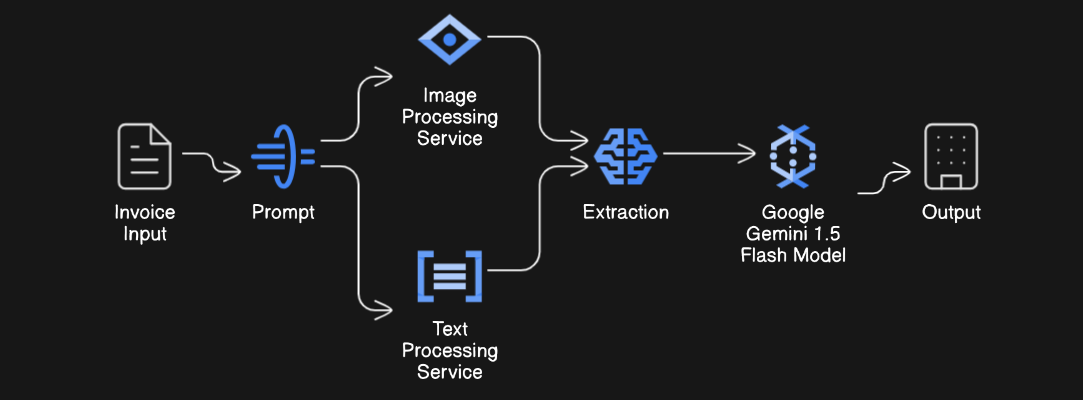 Invoice
Input
Prompt
Image
Processing
Service
Text
Processing
Service
Extraction
Google
Gemini 1.5
Flash Model
Output